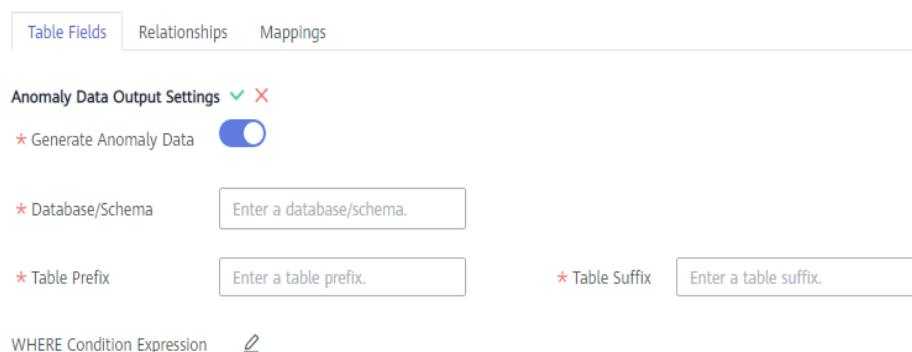 Table Fields Relationships Mappings
Anomaly Data Output Settings
* Generate Anomaly Data
* Database/Schema Enter a database/schema.
* Table Prefix Enter a table prefix. * Table Suffix Enter a table suffix.
WHERE Condition Expression